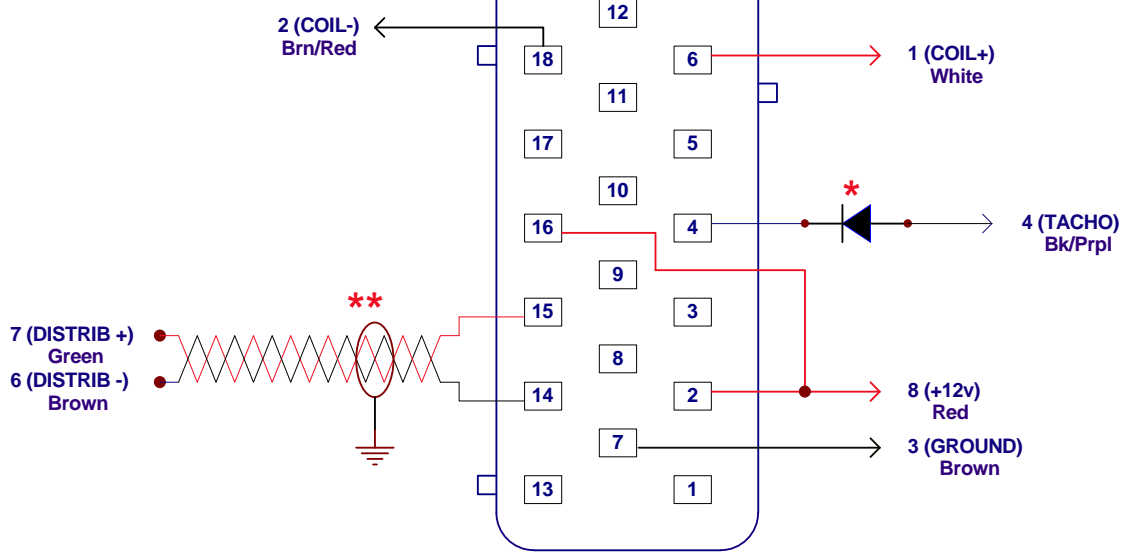 12
2 (COIL-)
Brn/Red
18
6
1 (COIL+)
White
11
17
5
10
*
16
4
4 (TACHO)
Bk/Prpl
9
**
15
3
7 (DISTRIB +)
Green
8
6 (DISTRIB -)
Brown
14
2
8 (+12v)
Red
7
3 (GROUND)
Brown
13
1